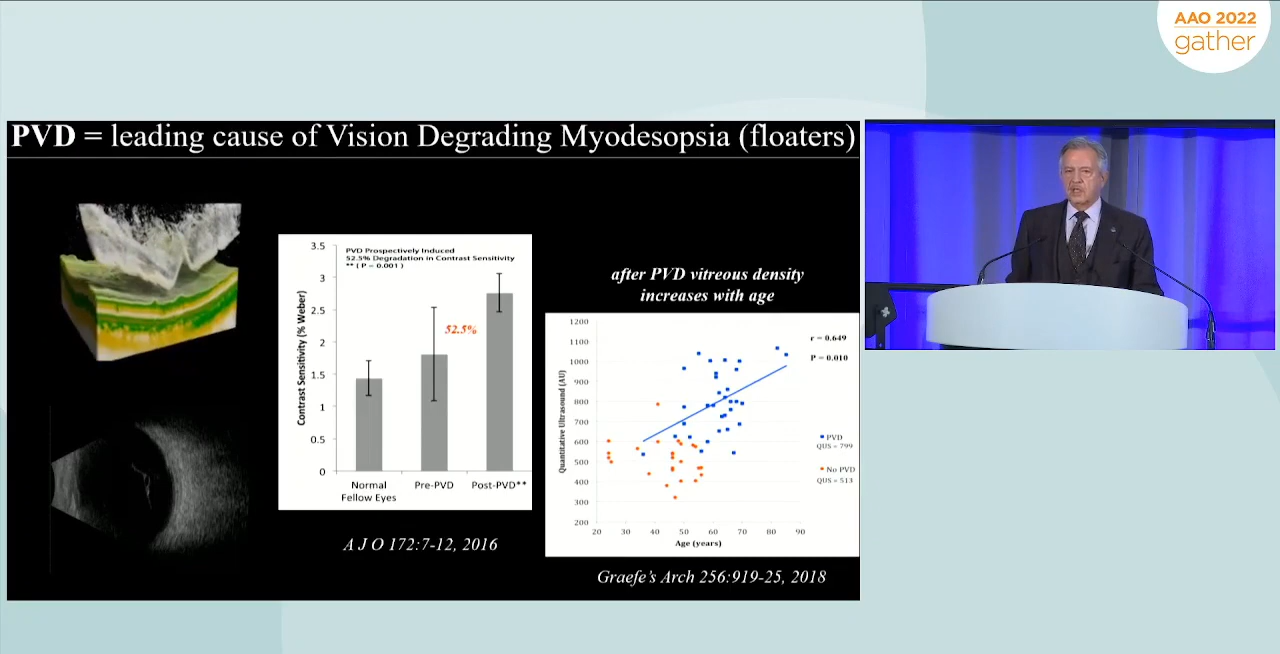 AAO 2022
gather
PVD = leading cause of Vision Degrading Myodesopsia (floaters)
3.5
3
2.5
2
1.5
1
0.5
0
Contrast Sensitivity (% Weber)
PVD Prospectively Induced
52.5% Degradation in Contrast Sensitivity
** ( P = 0.001 )
52.5%
Normal
Fellow Eyes
Pre-PVD
Post-PVD**
A J O 172:7-12, 2016
after PVD vitreous density
increases with age
1200
1100
1000
900
800
700
600
500
400
300
200
Quantitative Ultrasound (AU)
r = 0.649
P = 0.010
PVD
QUS = 799
No PVD
QUS = 513
20 30 40 50 60 70 80 90
Age (years)
Graefe's Arch 256:919-25, 2018